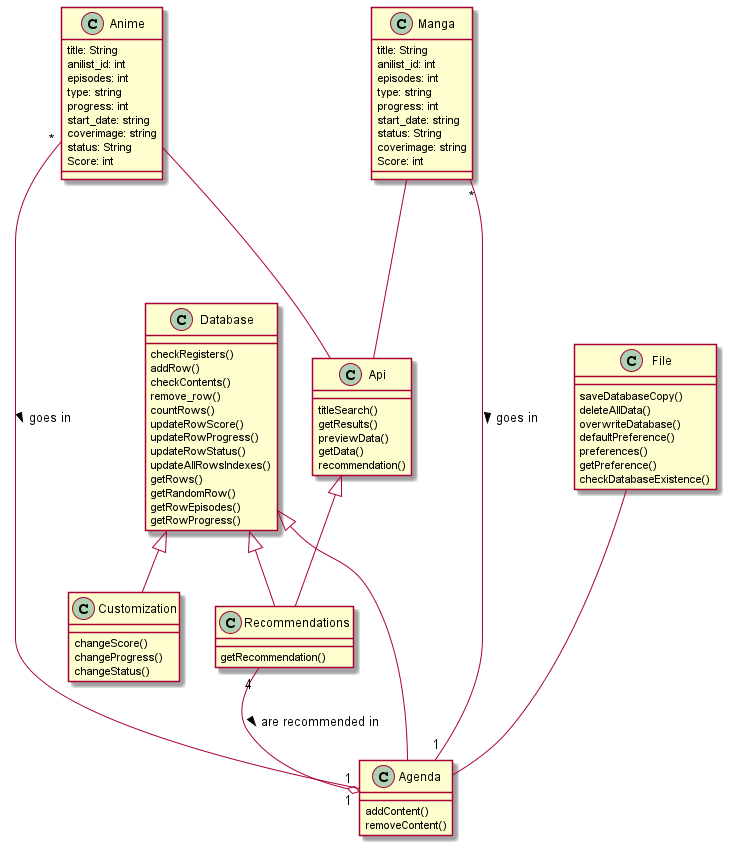 C Anime
title: String
anilist_id: int
episodes: int
type: string
progress: int
start_date: string
coverimage: string
status: String
Score: int
C Manga
title: String
anilist_id: int
episodes: int
type: string
progress: int
start_date: string
status: String
coverimage: string
Score: int
*
*
C Database
checkRegisters()
addRow()
checkContents()
remove_row()
countRows()
updateRowScore()
updateRowProgress()
updateRowStatus()
updateAllRowsIndexes()
getRows()
getRandomRow()
getRowEpisodes()
getRowProgress()
C Api
titleSearch()
getResults()
previewData()
getData()
recommendation()
C File
saveDatabaseCopy()
deleteAllData()
overwriteDatabase()
defaultPreference()
preferences()
getPreference()
checkDatabaseExistence()
goes in
goes in
C Customization
changeScore()
changeProgress()
changeStatus()
C Recommendations
getRecommendation()
4
are recommended in
1
1
1
C Agenda
addContent()
removeContent()